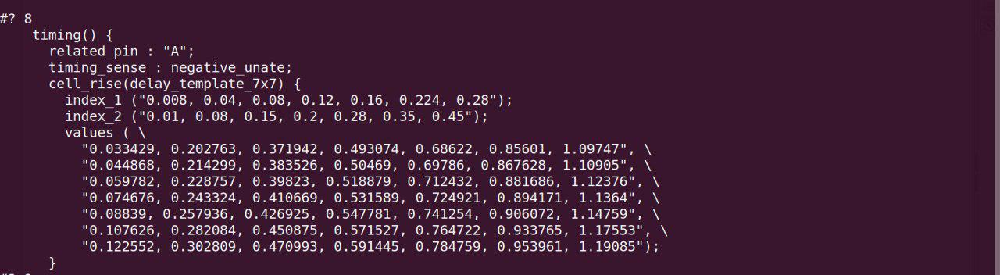 #? 8
timing() {
related_pin : "A";
timing_sense : negative_unate;
cell_rise(delay_template_7x7) {
index_1 ("0.008, 0.04, 0.08, 0.12, 0.16, 0.224, 0.28");
index_2 ("0.01, 0.08, 0.15, 0.2, 0.28, 0.35, 0.45");
values ( \
"0.033429, 0.202763, 0.371942, 0.493074, 0.68622, 0.85601, 1.09747", \
"0.044868, 0.214299, 0.383526, 0.50469, 0.69786, 0.867628, 1.10905", \
"0.059782, 0.228757, 0.39823, 0.518879, 0.712432, 0.881686, 1.12376", \
"0.074676, 0.243324, 0.410669, 0.531589, 0.724921, 0.894171, 1.1364", \
"0.08839, 0.257936, 0.426925, 0.547781, 0.741254, 0.906072, 1.14759", \
"0.107626, 0.282084, 0.450875, 0.571527, 0.764722, 0.933765, 1.17553", \
"0.122552, 0.302809, 0.470993, 0.591445, 0.784759, 0.953961, 1.19085");
}